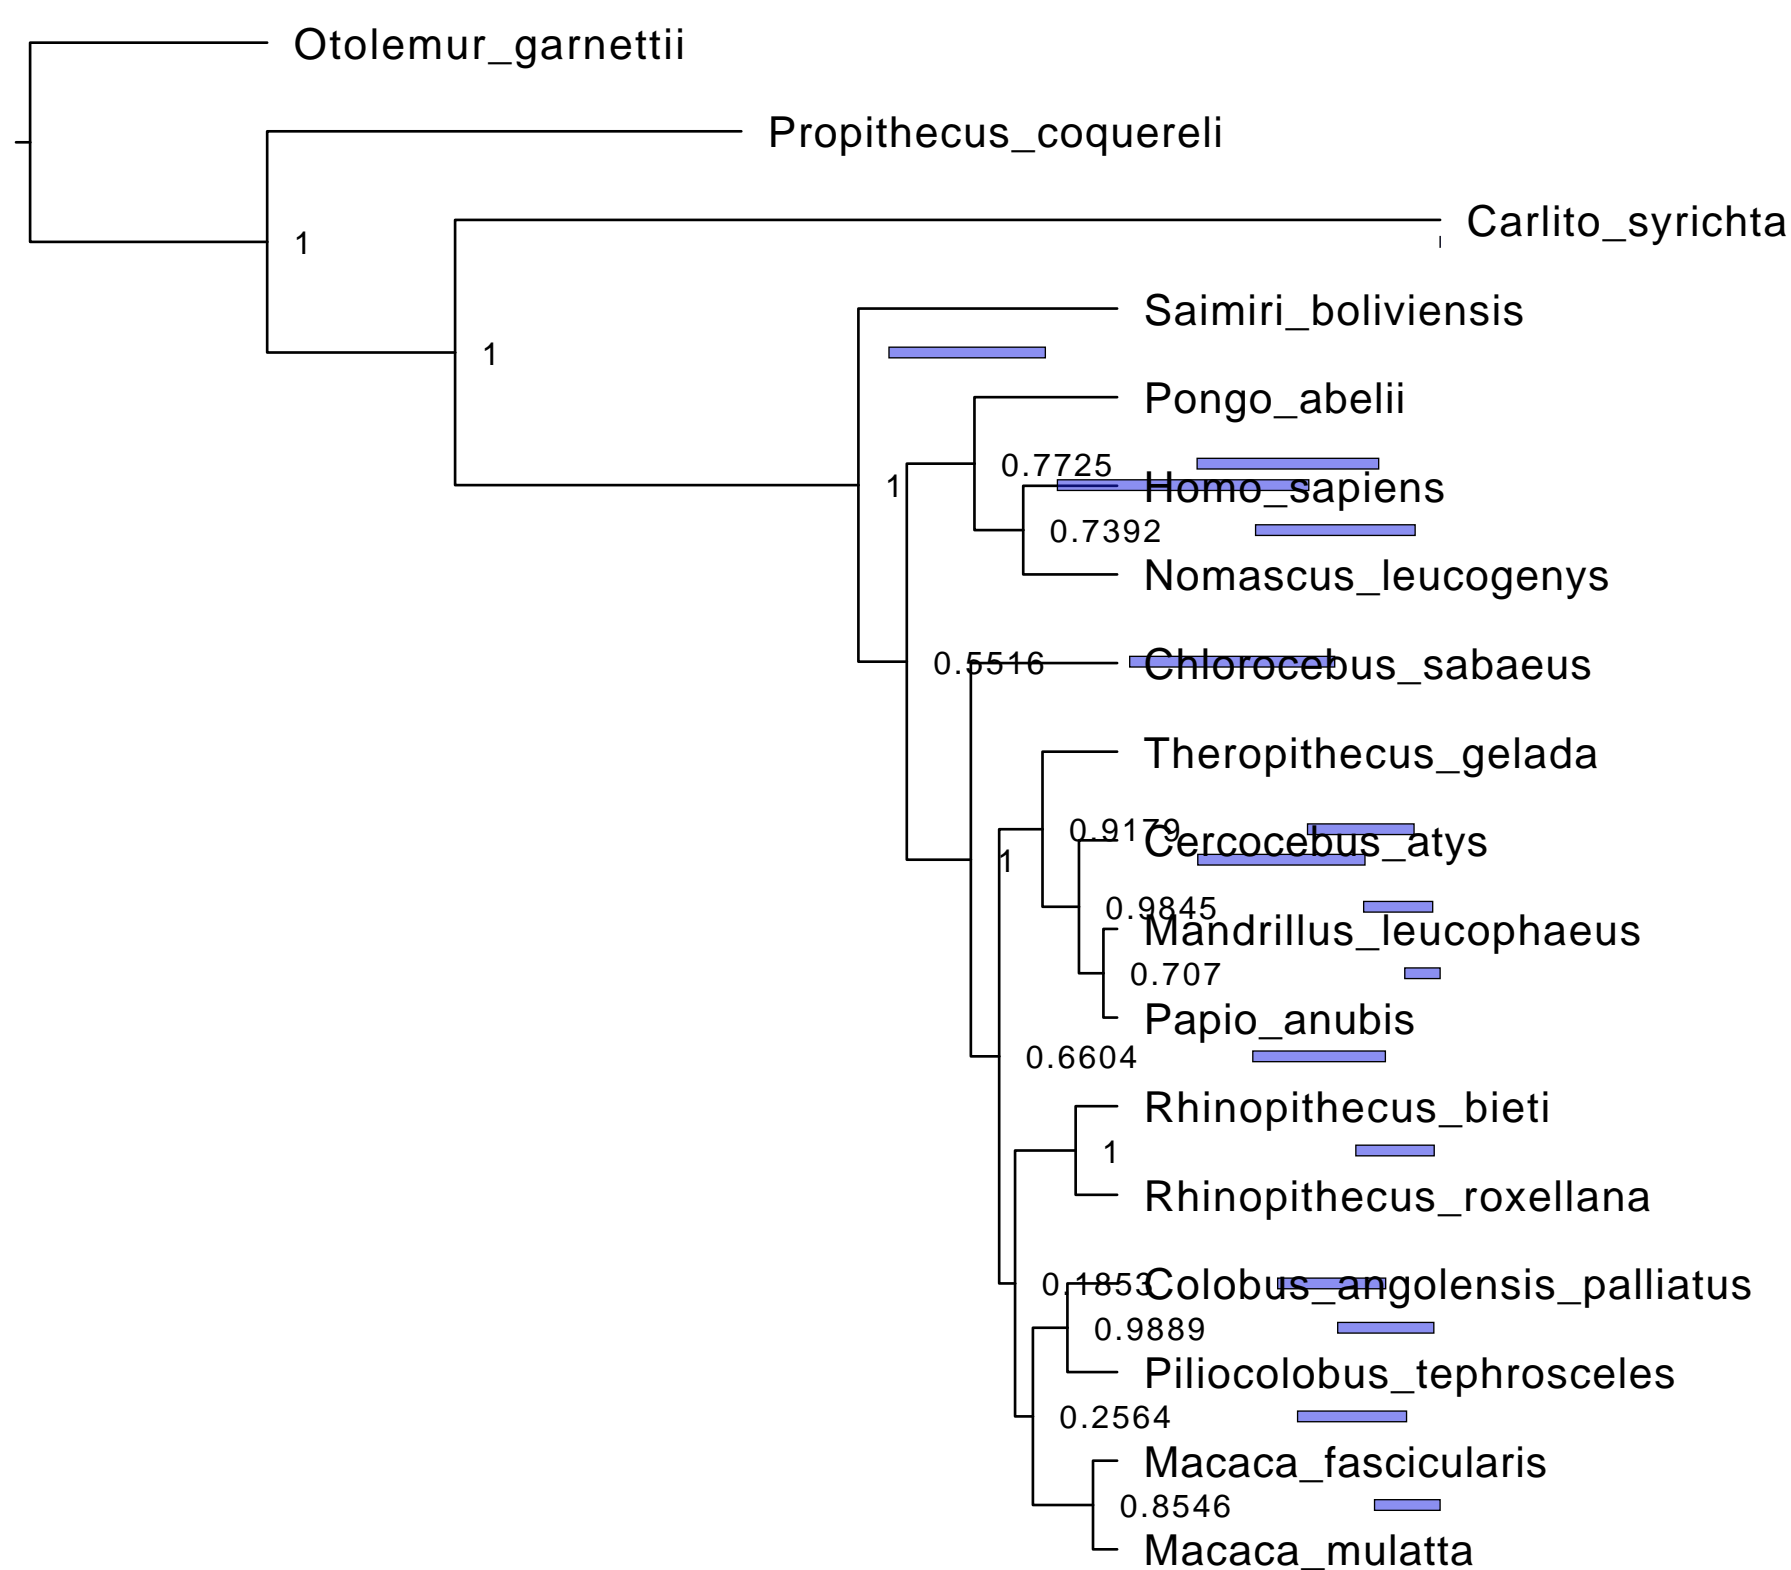 Otolemur_garnettii
Propithecus_coquereli
Carlito_syrichta
1
Saimiri_boliviensis
1
Pongo_abelii
0.7725
1
Homo_sapiens
0.7392
Nomascus_leucogenys
0.5516
Chlorocebus_sabaeus
Theropithecus_gelada
0.9179
Cercocebus_atys
1
0.9845
Mandrillus_leucophaeus
0.707
Papio_anubis
0.6604
Rhinopithecus_bieti
1
Rhinopithecus_roxellana
0.1853
Colobus_angolensis_palliatus
0.9889
Piliocolobus_tephrosceles
0.2564
Macaca_fascicularis
0.8546
Macaca_mulatta